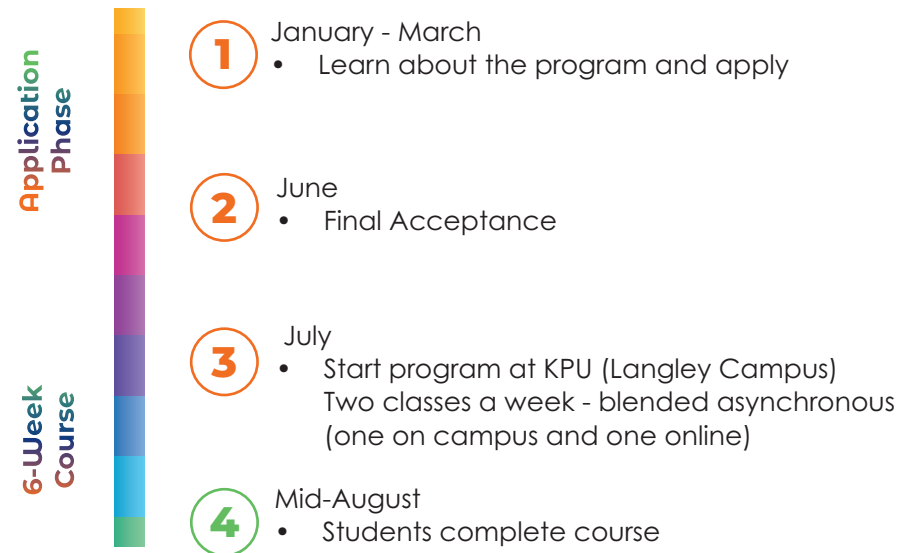 Application
Phase
1
January - March
• Learn about the program and apply
2
June
• Final Acceptance
6-Week
Course
3
July
• Start program at KPU (Langley Campus)
Two classes a week - blended asynchronous
(one on campus and one online)
4
Mid-August
• Students complete course